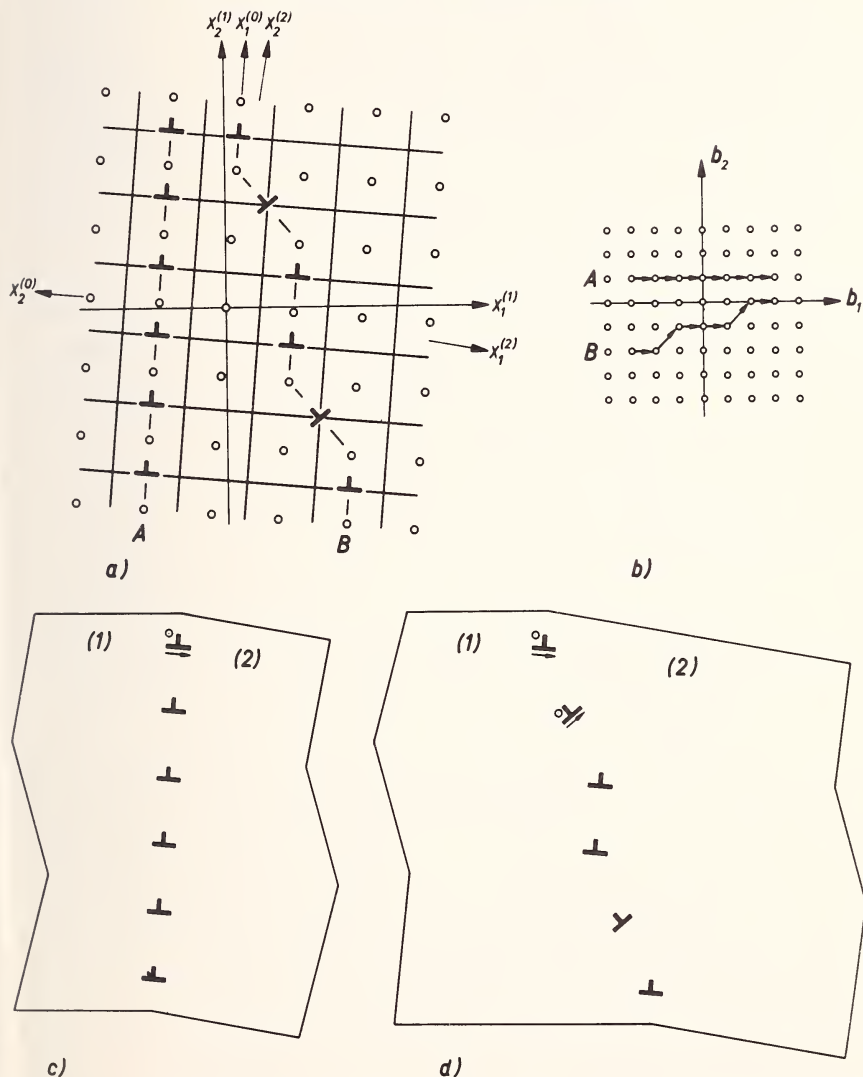 X₂⁽¹⁾ X₁⁽⁰⁾ X₂⁽²⁾
X₂⁽⁰⁾
X₁⁽¹⁾
X₁⁽²⁾
A
B
a)
b₂
A
b₁
B
b)
(1)
(2)
c)
(1)
(2)
d)